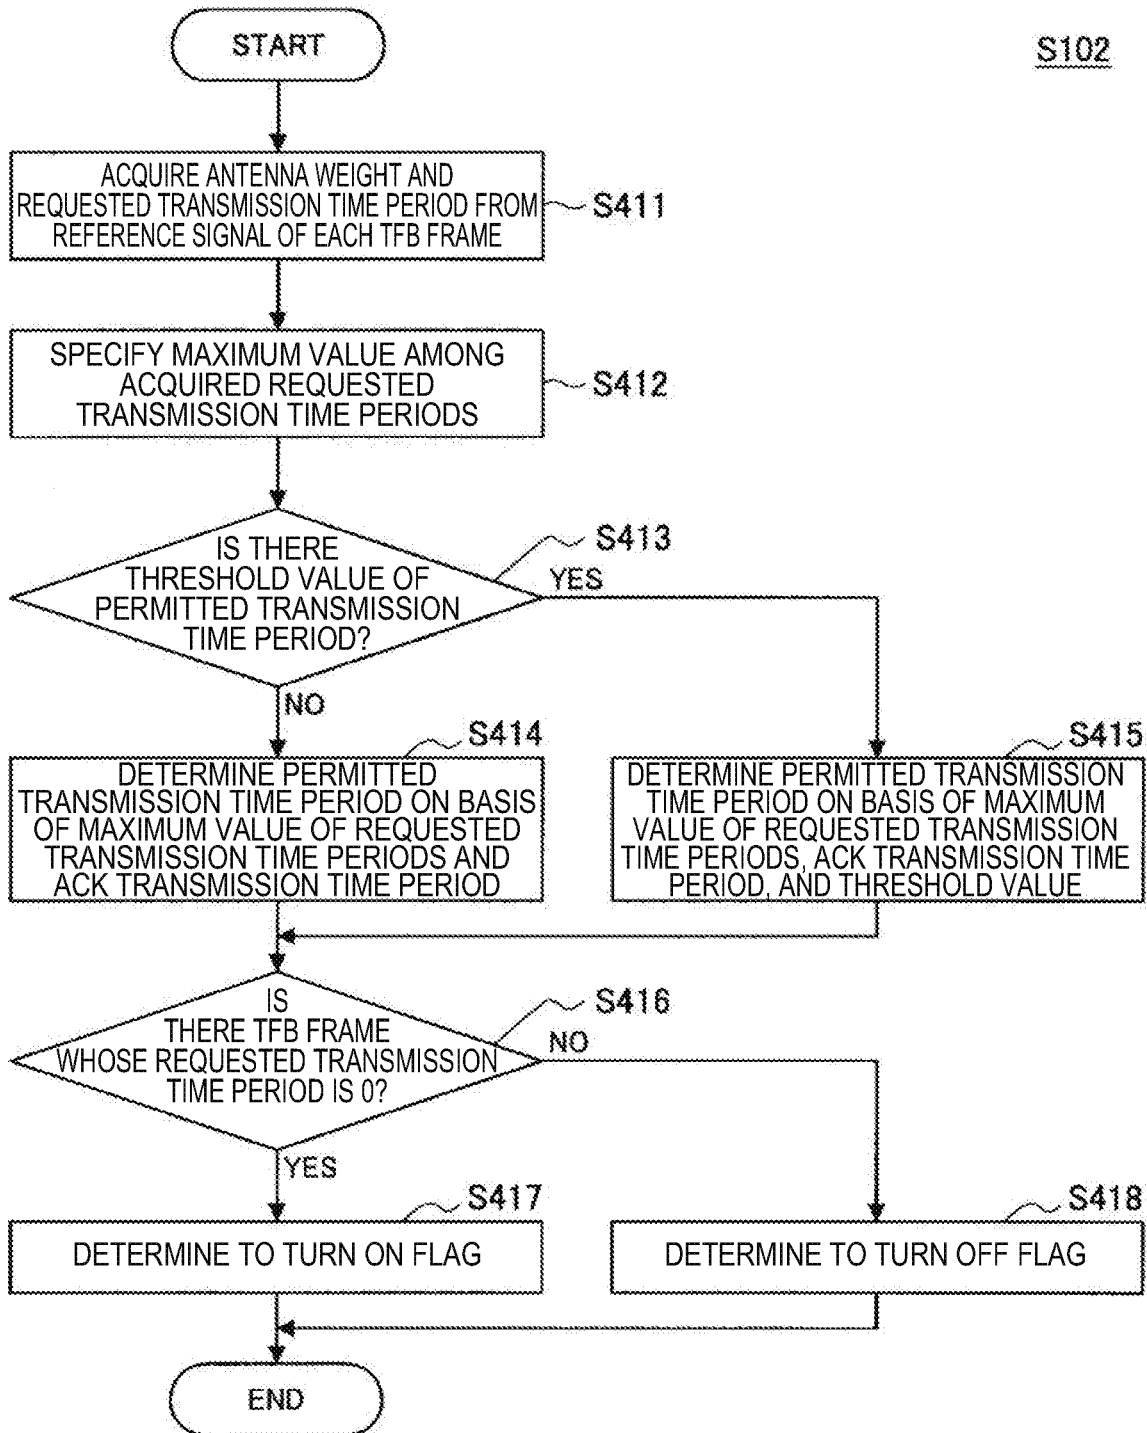 START
S102
ACQUIRE ANTENNA WEIGHT AND
REQUESTED TRANSMISSION TIME PERIOD FROM
REFERENCE SIGNAL OF EACH TFB FRAME
S411
SPECIFY MAXIMUM VALUE AMONG
ACQUIRED REQUESTED
TRANSMISSION TIME PERIODS
S412
IS THERE
THRESHOLD VALUE OF
PERMITTED TRANSMISSION
TIME PERIOD?
S413
YES
NO
S414
DETERMINE PERMITTED
TRANSMISSION TIME PERIOD ON BASIS
OF MAXIMUM VALUE OF REQUESTED
TRANSMISSION TIME PERIODS AND
ACK TRANSMISSION TIME PERIOD
S415
DETERMINE PERMITTED TRANSMISSION
TIME PERIOD ON BASIS OF MAXIMUM
VALUE OF REQUESTED TRANSMISSION
TIME PERIODS, ACK TRANSMISSION TIME
PERIOD, AND THRESHOLD VALUE
IS
THERE TFB FRAME
WHOSE REQUESTED TRANSMISSION
TIME PERIOD IS 0?
S416
NO
YES
S417
DETERMINE TO TURN ON FLAG
S418
DETERMINE TO TURN OFF FLAG
END